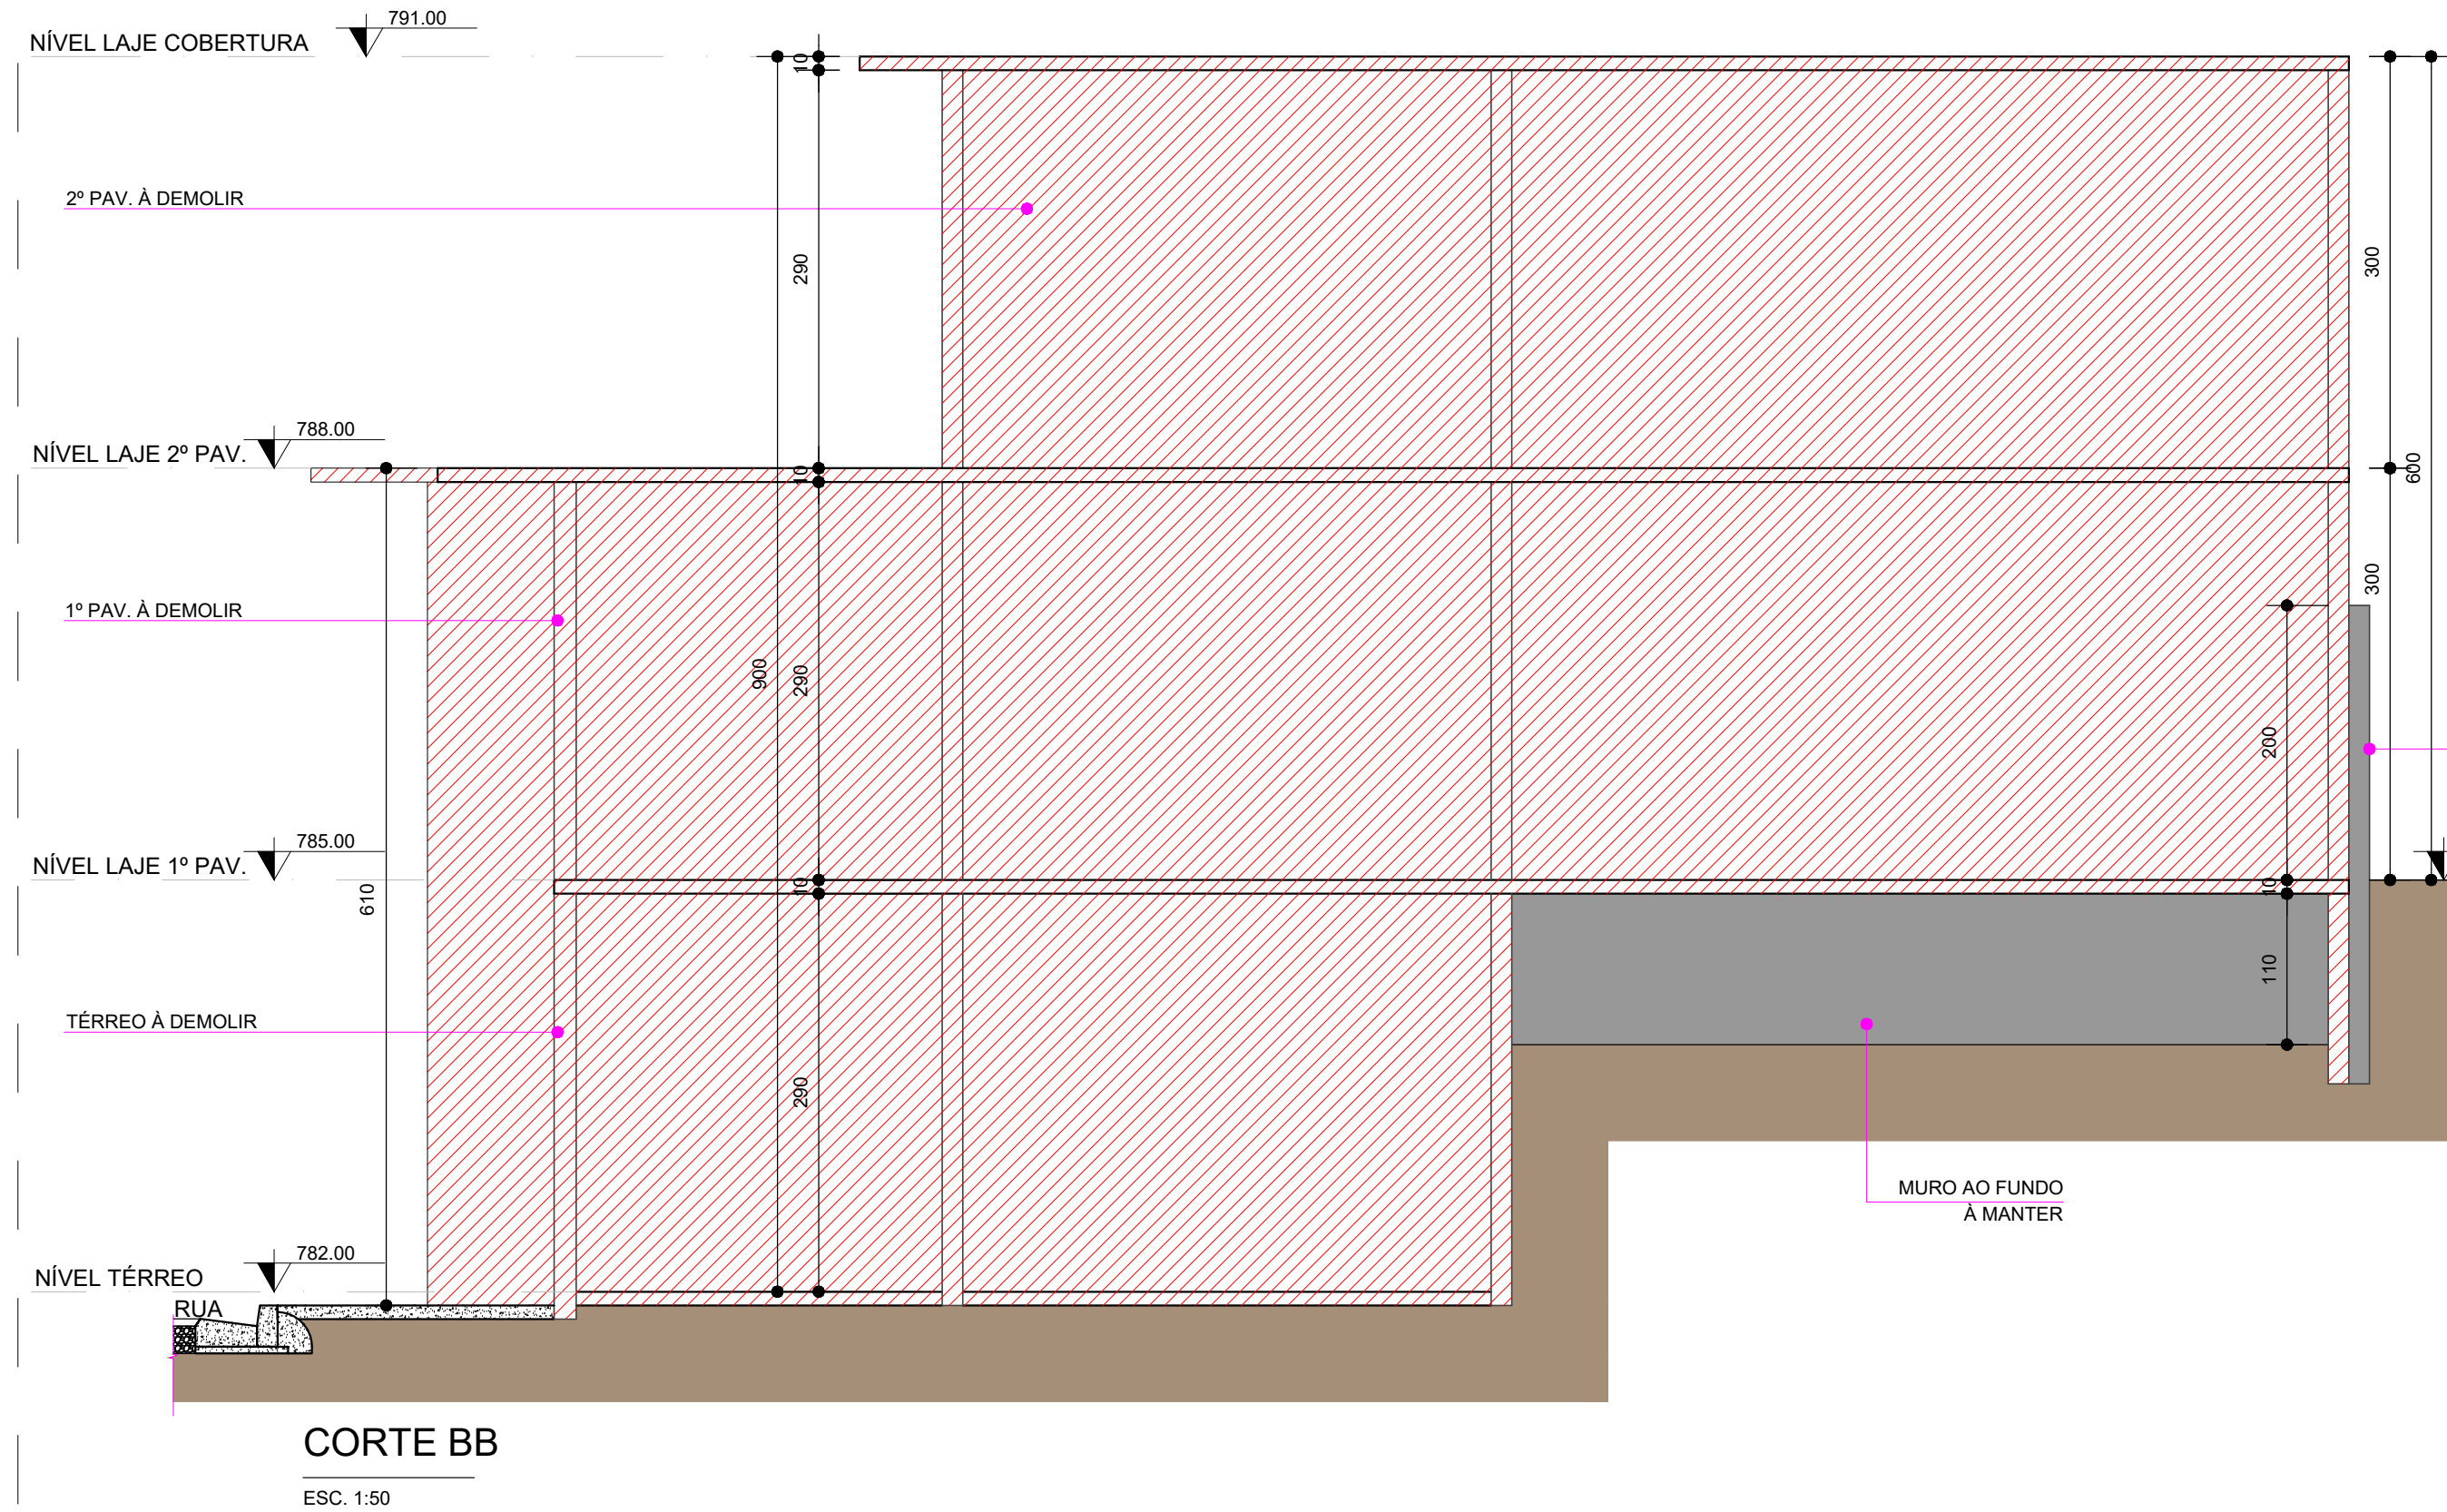 791.00
NÍVEL LAJE COBERTURA
10
2º PAV. À DEMOLIR
290
300
788.00
NÍVEL LAJE 2º PAV.
10
600
300
1º PAV. À DEMOLIR
900
290
200
785.00
NÍVEL LAJE 1º PAV.
10
10
610
110
TÉRREO À DEMOLIR
290
MURO AO FUNDO
À MANTER
782.00
NÍVEL TÉRREO
RUA
CORTE BB
ESC. 1:50